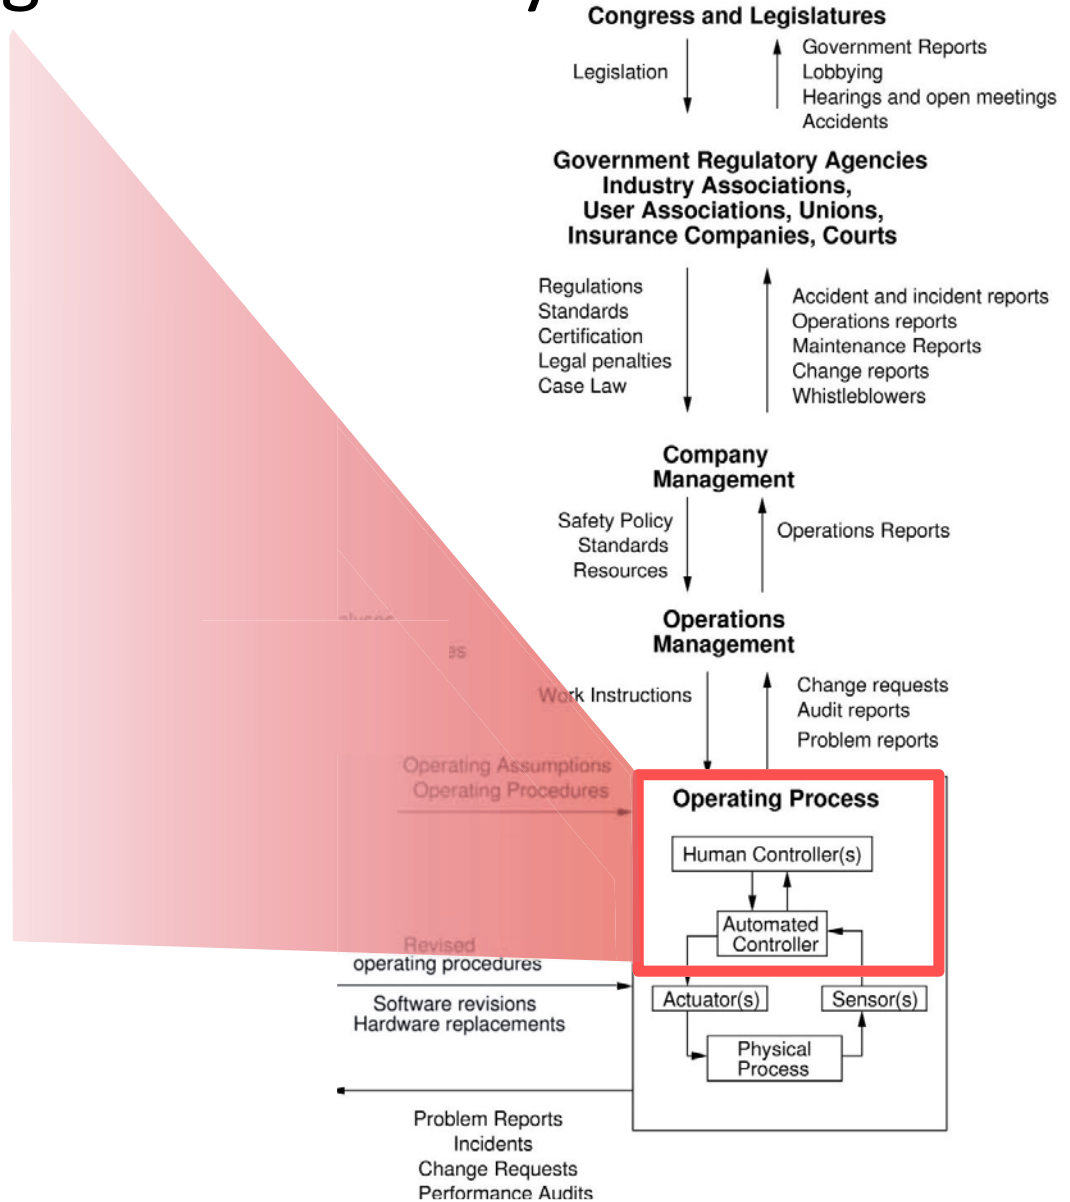 Congress and Legislatures
Legislation
Government Reports
Lobbying
Hearings and open meetings
Accidents
Government Regulatory Agencies
Industry Associations,
User Associations, Unions,
Insurance Companies, Courts
Regulations
Standards
Certification
Legal penalties
Case Law
Accident and incident reports
Operations reports
Maintenance Reports
Change reports
Whistleblowers
Company
Management
Safety Policy
Standards
Resources
Operations Reports
Operations
Management
Work Instructions
Change requests
Audit reports
Problem reports
Operating Assumptions
Operating Procedures
Operating Process
Human Controller(s)
Automated
Controller
Revised
operating procedures
Software revisions
Hardware replacements
Actuator(s)
Sensor(s)
Physical
Process
Problem Reports
Incidents
Change Requests
Performance Audits